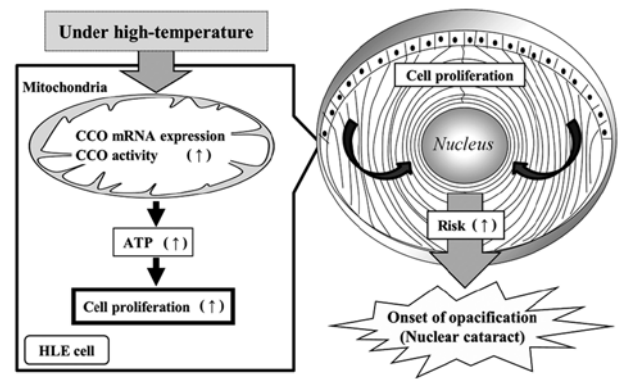 Under high-temperature
Mitochondria
CCO mRNA expression
CCO activity (↑)
ATP (↑)
Cell proliferation (↑)
HLE cell
Cell proliferation
Nucleus
Risk (↑)
Onset of opacification
(Nuclear cataract)